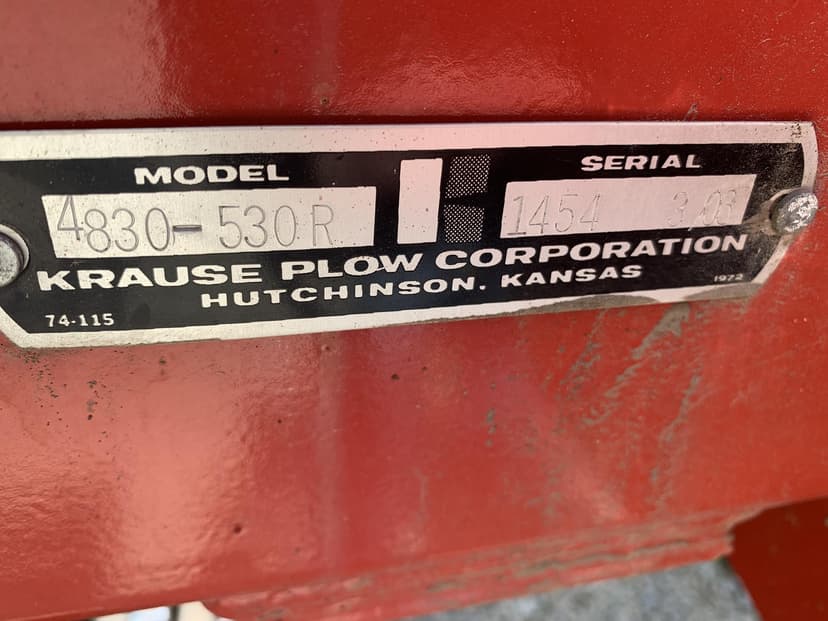 MODEL SERIAL
4830-530R 1454 3/03
KRAUSE PLOW CORPORATION
HUTCHINSON, KANSAS
74-115 1972